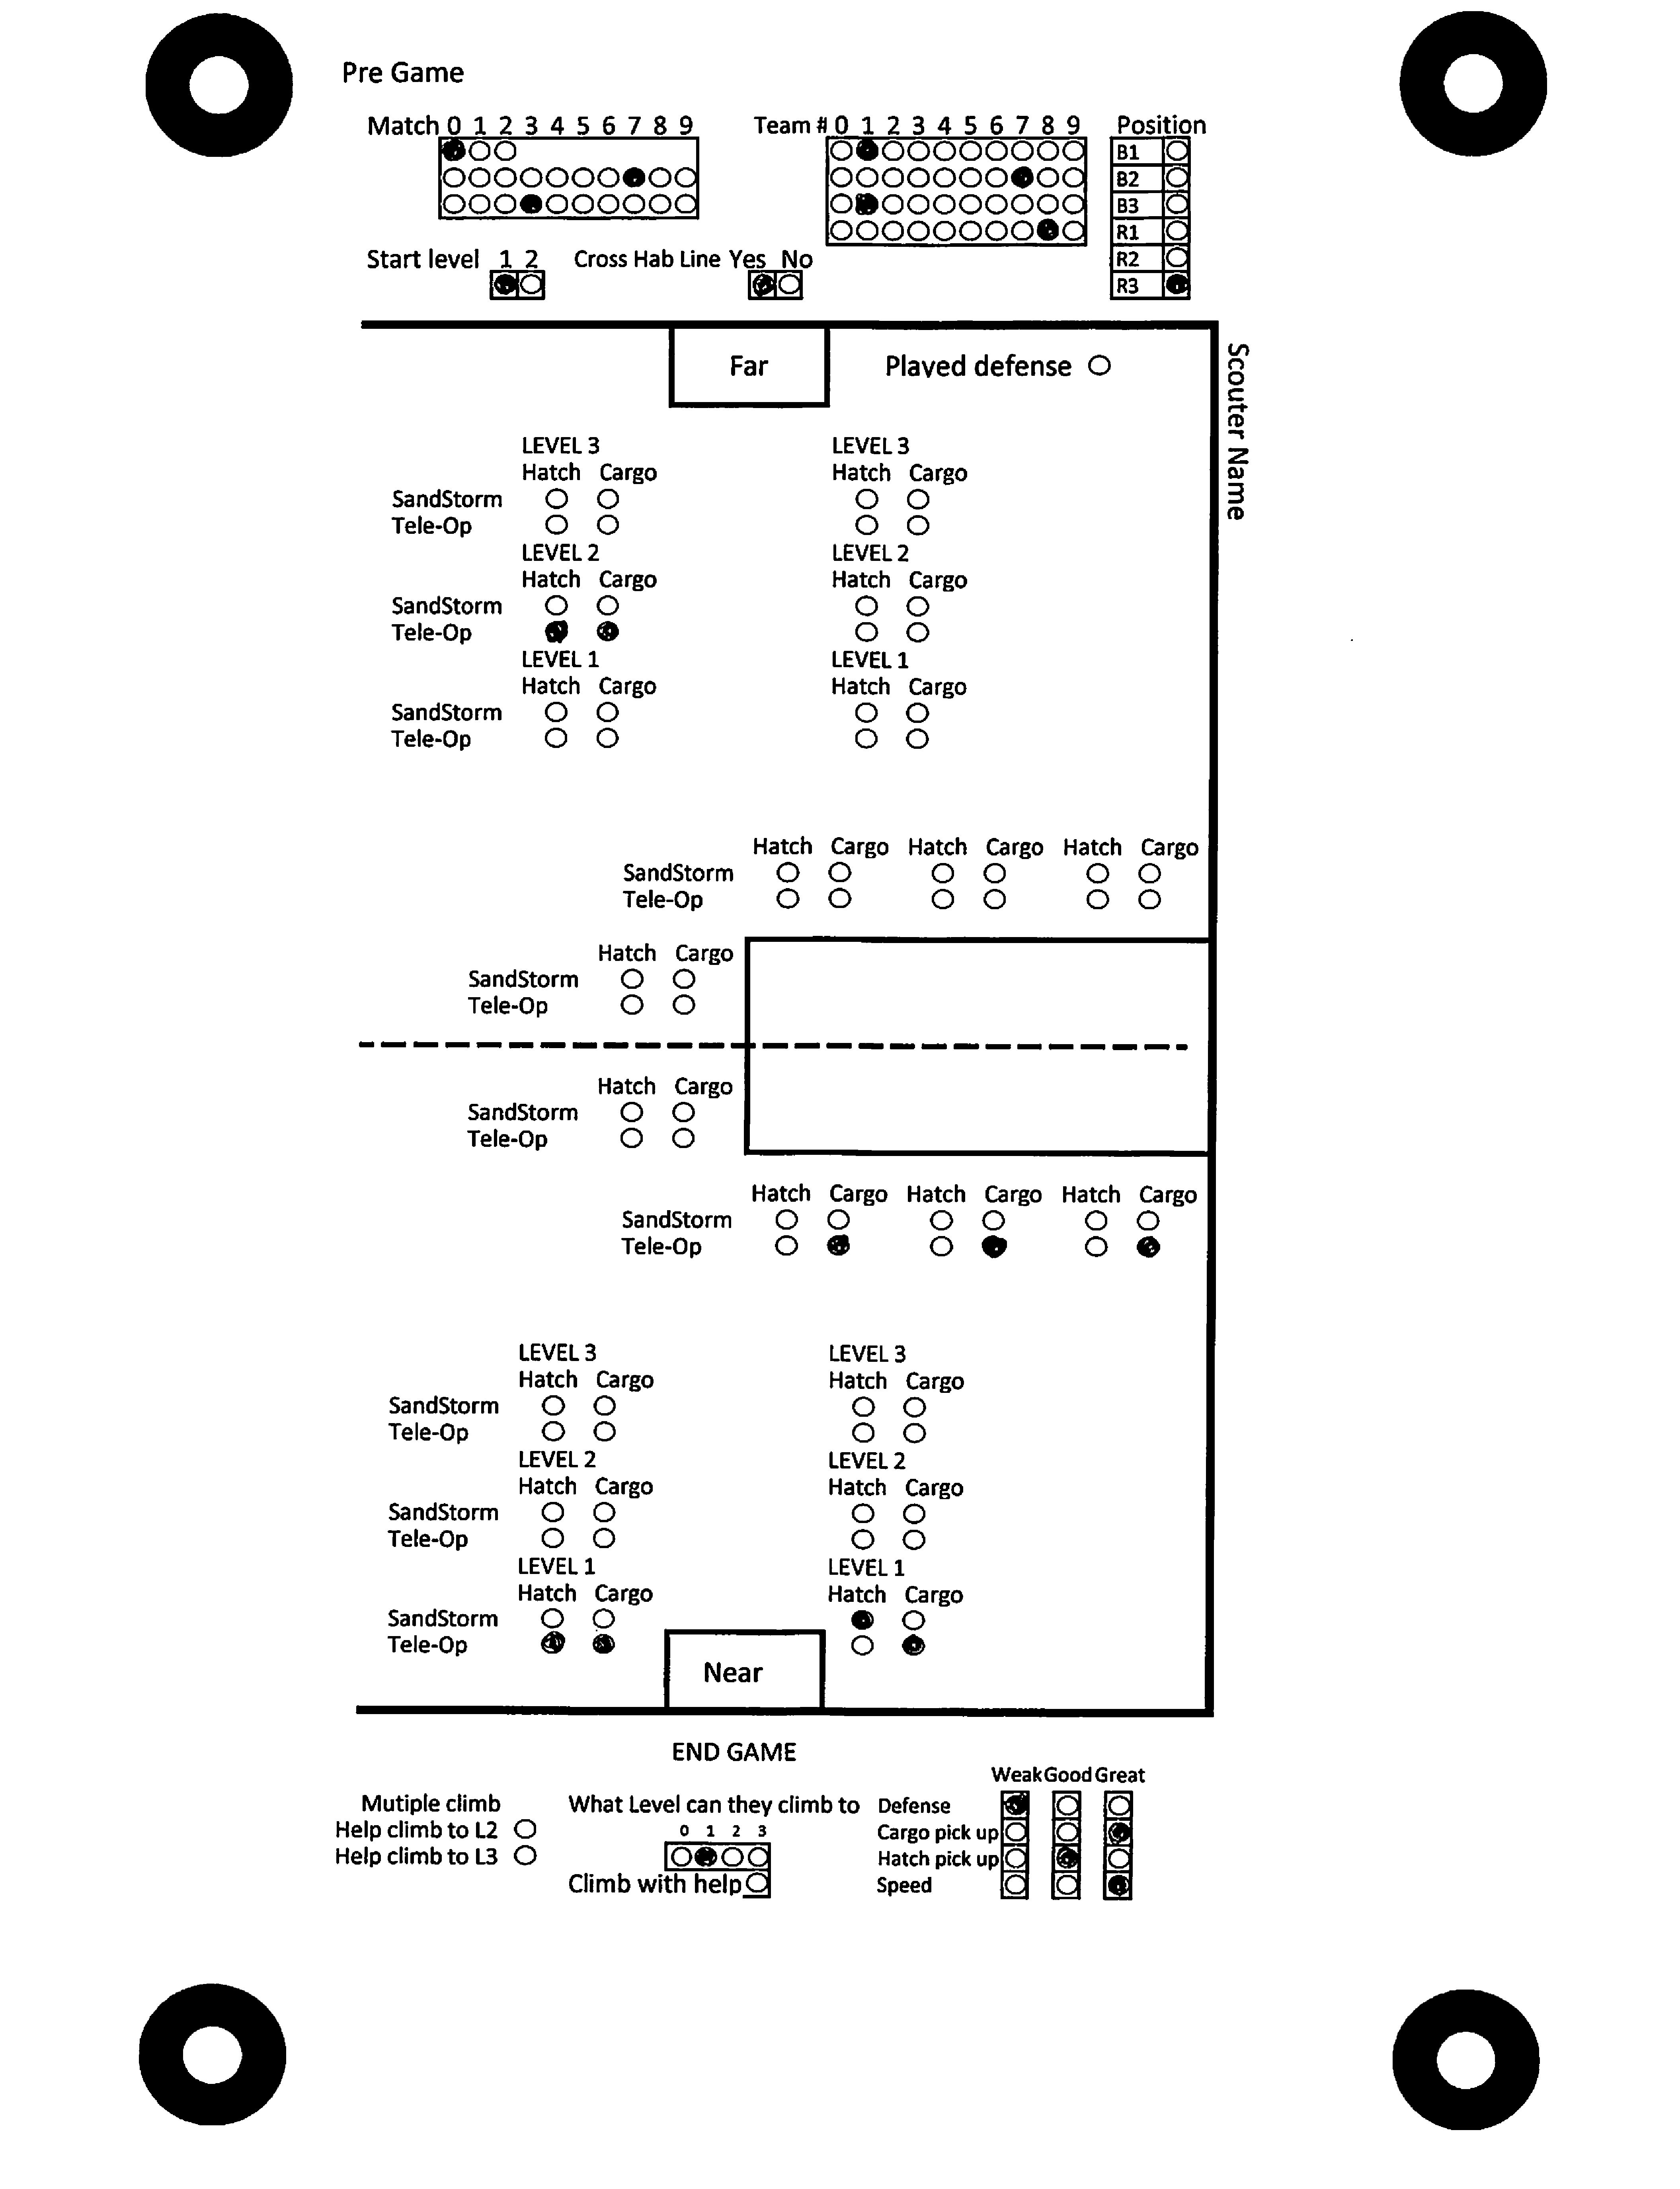 Pre Game
Match 0 1 2 3 4 5 6 7 8 9
Team # 0 1 2 3 4 5 6 7 8 9
Position
B1
B2
B3
R1
R2
R3
Start level 1 2
Cross Hab Line Yes No
Far
Played defense
Scouter Name
LEVEL 3 LEVEL 3
Hatch Cargo Hatch Cargo
SandStorm
Tele-Op
LEVEL 2 LEVEL 2
Hatch Cargo Hatch Cargo
SandStorm
Tele-Op
LEVEL 1 LEVEL 1
Hatch Cargo Hatch Cargo
SandStorm
Tele-Op
Hatch Cargo Hatch Cargo Hatch Cargo
SandStorm
Tele-Op
Hatch Cargo
SandStorm
Tele-Op
Hatch Cargo
SandStorm
Tele-Op
Hatch Cargo Hatch Cargo Hatch Cargo
SandStorm
Tele-Op
LEVEL 3 LEVEL 3
Hatch Cargo Hatch Cargo
SandStorm
Tele-Op
LEVEL 2 LEVEL 2
Hatch Cargo Hatch Cargo
SandStorm
Tele-Op
LEVEL 1 LEVEL 1
Hatch Cargo Hatch Cargo
SandStorm
Tele-Op
Near
END GAME
Mutiple climb
Help climb to L2
Help climb to L3
What Level can they climb to
0 1 2 3
Climb with help
Weak Good Great
Defense
Cargo pick up
Hatch pick up
Speed